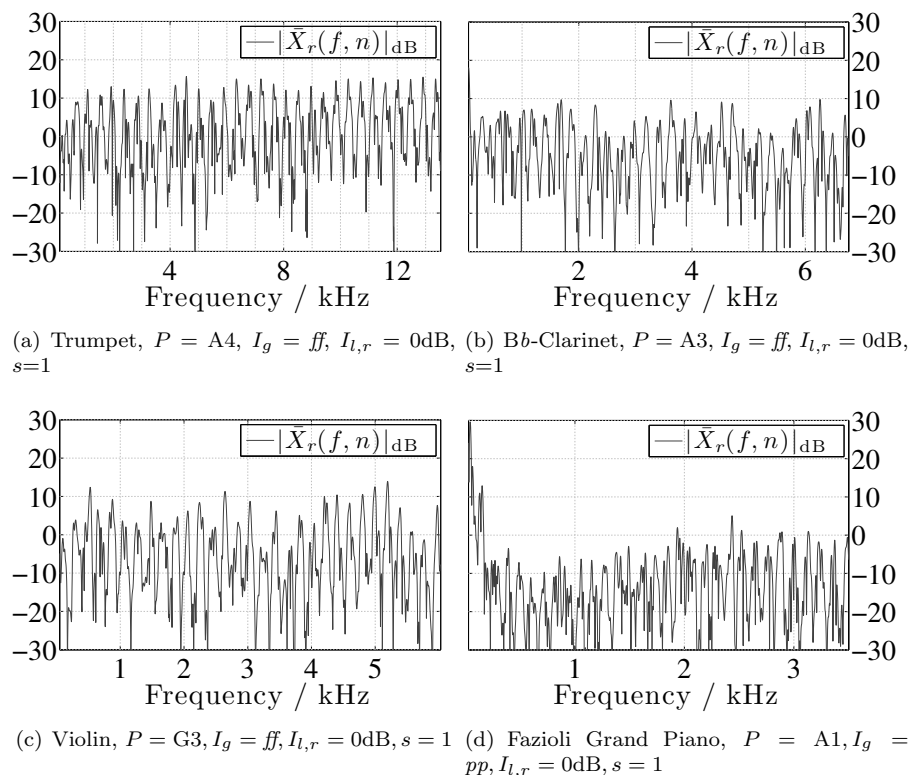 30
20
10
0
−10
−20
−30
|X̄r(f, n)|dB
4 8 12
Frequency / kHz
|X̄r(f, n)|dB
30
20
10
0
−10
−20
−30
2 4 6
Frequency / kHz
(a) Trumpet, P = A4, Ig = ff, Il,r = 0dB,
s=1
(b) Bb-Clarinet, P = A3, Ig = ff, Il,r = 0dB,
s=1
30
20
10
0
−10
−20
−30
|X̄r(f, n)|dB
1 2 3 4 5
Frequency / kHz
|X̄r(f, n)|dB
30
20
10
0
−10
−20
−30
1 2 3
Frequency / kHz
(c) Violin, P = G3, Ig = ff, Il,r = 0dB, s = 1
(d) Fazioli Grand Piano, P = A1, Ig =
pp, Il,r = 0dB, s = 1